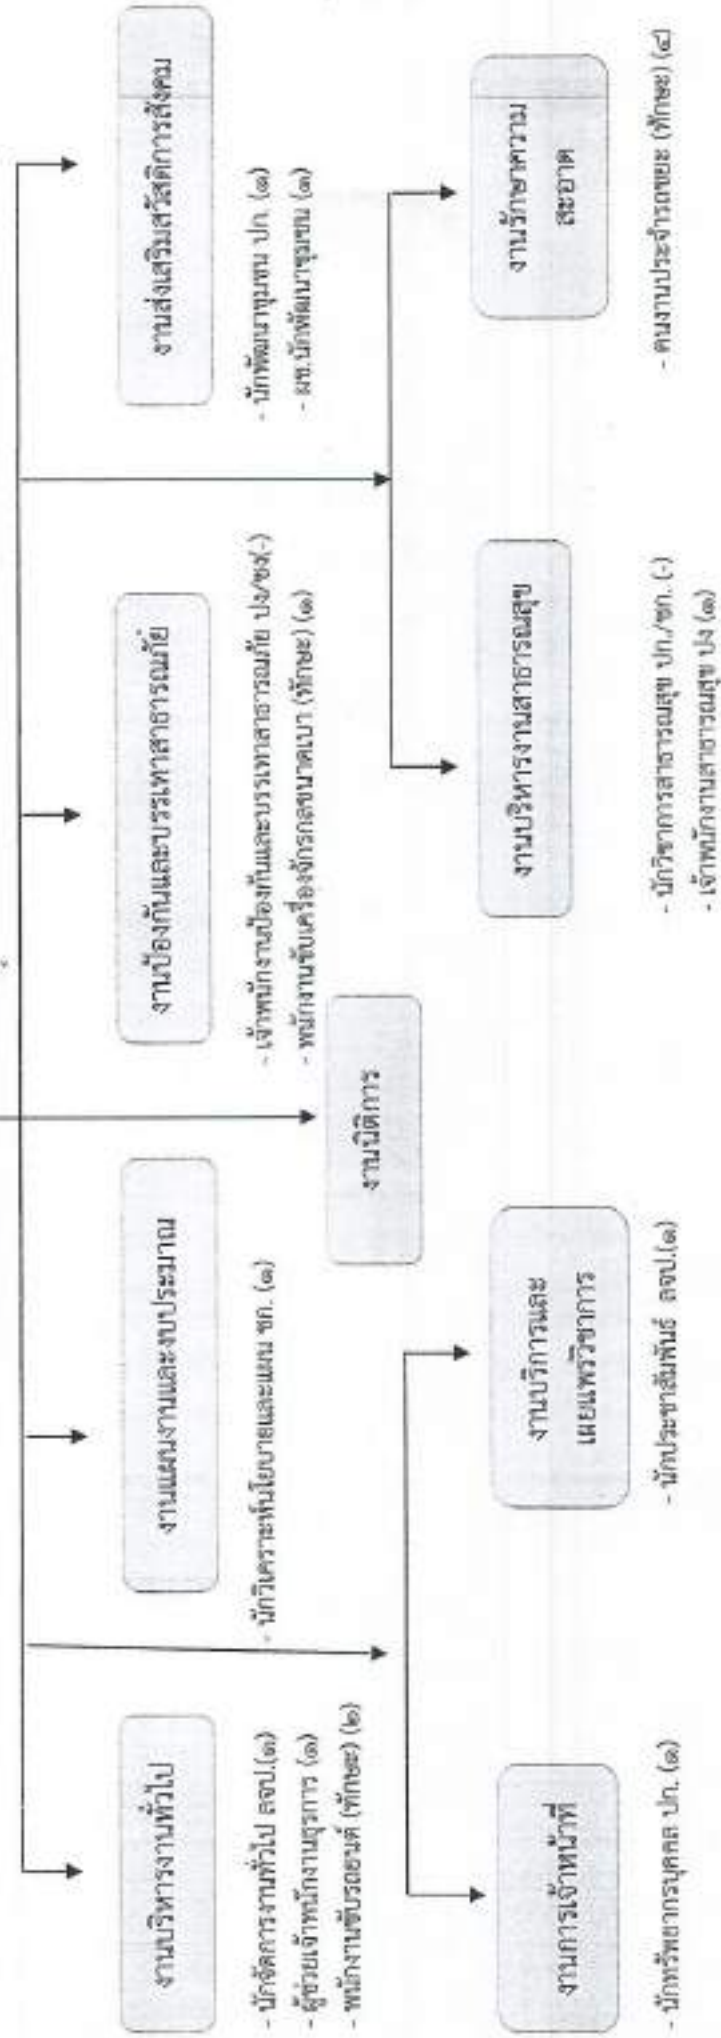 งานบริหารงานทั่วไป
- นักจัดการงานทั่วไป ลจป.(๑)
- ผู้ช่วยเจ้าพนักงานธุรการ (๑)
- พนักงานขับรถยนต์ (ทักษะ) (๒)
งานแผนงานและงบประมาณ
- นักวิเคราะห์นโยบายและแผน ชก. (๑)
งานป้องกันและบรรเทาสาธารณภัย
- เจ้าพนักงานป้องกันและบรรเทาสาธารณภัย ปง/ชง(-)
- พนักงานขับเครื่องจักรกลขนาดเบา (ทักษะ) (๑)
งานส่งเสริมสวัสดิการสังคม
- นักพัฒนาชุมชน ปก. (๑)
- ผช.นักพัฒนาชุมชน (๑)
งานนิติการ
งานการเจ้าหน้าที่
- นักทรัพยากรบุคคล ปก. (๑)
งานบริการและ
เผยแพร่วิชาการ
- นักประชาสัมพันธ์ ลจป.(๑)
งานบริหารงานสาธารณสุข
- นักวิชาการสาธารณสุข ปก./ชก. (-)
- เจ้าพนักงานสาธารณสุข ปง (๑)
งานรักษาความ
สะอาด
- คนงานประจำรถขยะ (ทักษะ) (๔)